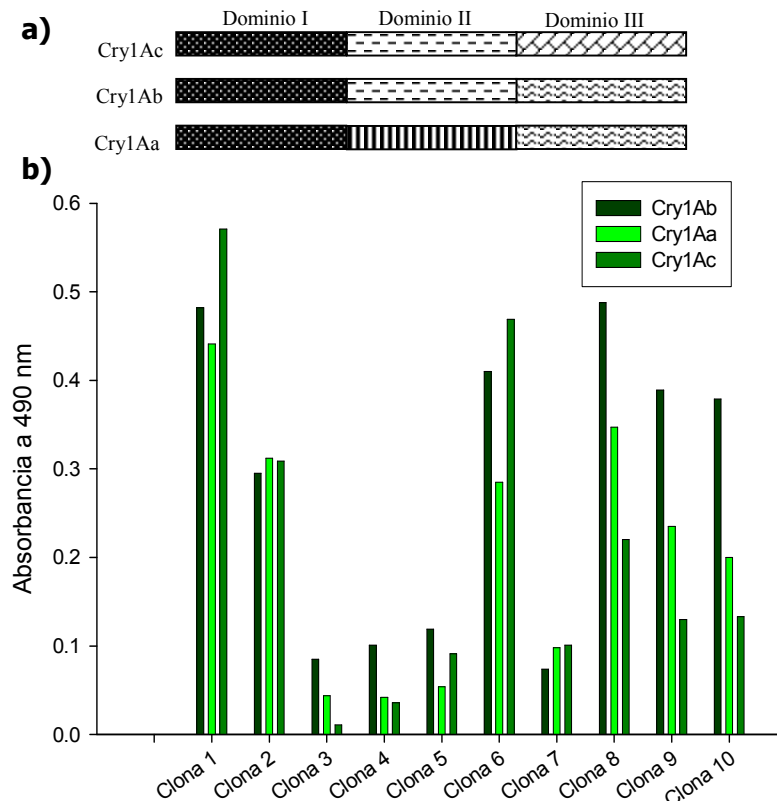 a)
Dominio I Dominio II Dominio III
Cry1Ac
Cry1Ab
Cry1Aa
b)
0.6
0.5
0.4
0.3
0.2
0.1
0.0
Absorbancia a 490 nm
Cry1Ab
Cry1Aa
Cry1Ac
Clona 1 Clona 2 Clona 3 Clona 4 Clona 5 Clona 6 Clona 7 Clona 8 Clona 9 Clona 10